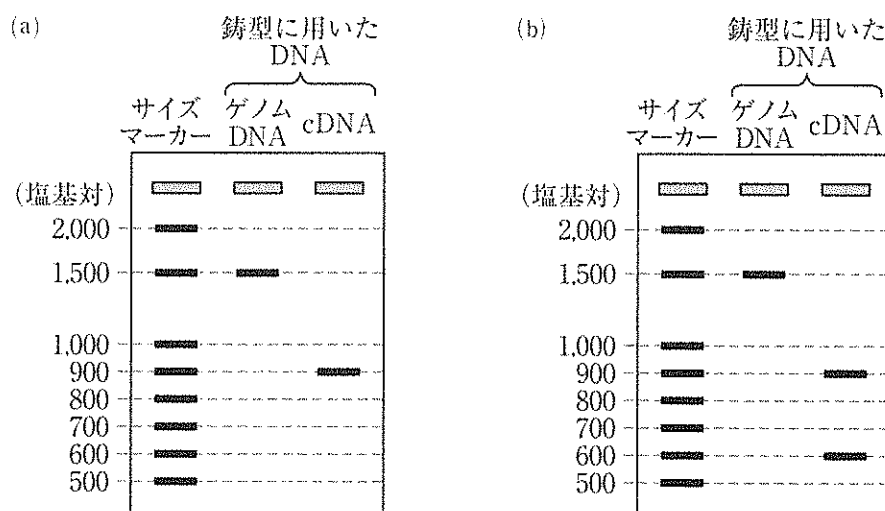 (a)
鋳型に用いた
DNA
サイズ
マーカー
ゲノム
DNA
cDNA
(塩基対)
2,000
1,500
1,000
900
800
700
600
500
(b)
鋳型に用いた
DNA
サイズ
マーカー
ゲノム
DNA
cDNA
(塩基対)
2,000
1,500
1,000
900
800
700
600
500